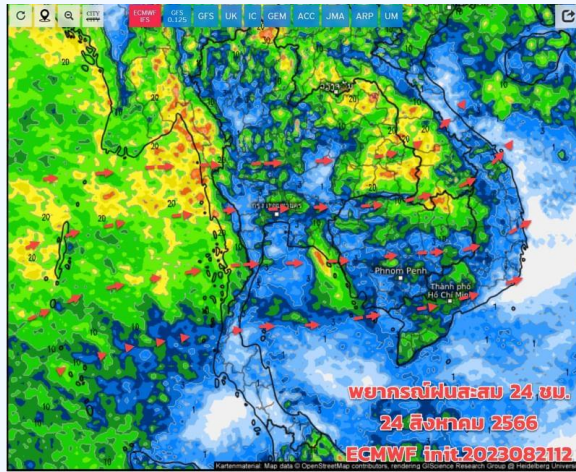 CITY
ECMWF IFS
GFS 0.125
GFS
UK
IC
GEM
ACC
JMA
ARP
UM
Phnom Penh
Thành phố
Hồ Chí Minh
พยากรณ์ฝนสะสม 24 ชม.
24 สิงหาคม 2566
ECMWF init.2023082112
Kartenmaterial Map data © OpenStreetMap contributors, rendering GIScience Research Group @ Heidelberg Univer